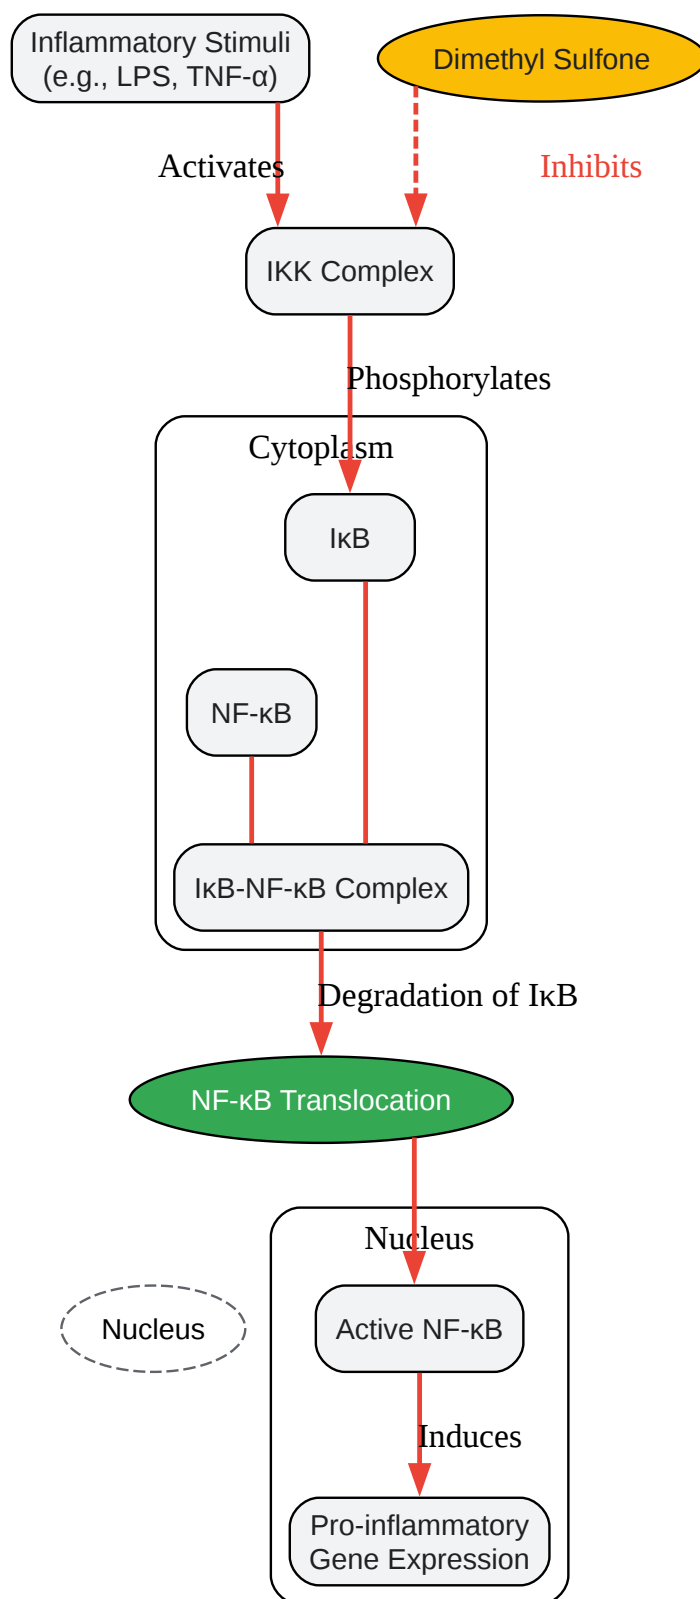 Inflammatory Stimuli
(e.g., LPS, TNF-α)
Dimethyl Sulfone
Activates
Inhibits
IKK Complex
Phosphorylates
Cytoplasm
IκB
NF-κB
IκB-NF-κB Complex
Degradation of IκB
NF-κB Translocation
Nucleus
Nucleus
Active NF-κB
Induces
Pro-inflammatory
Gene Expression